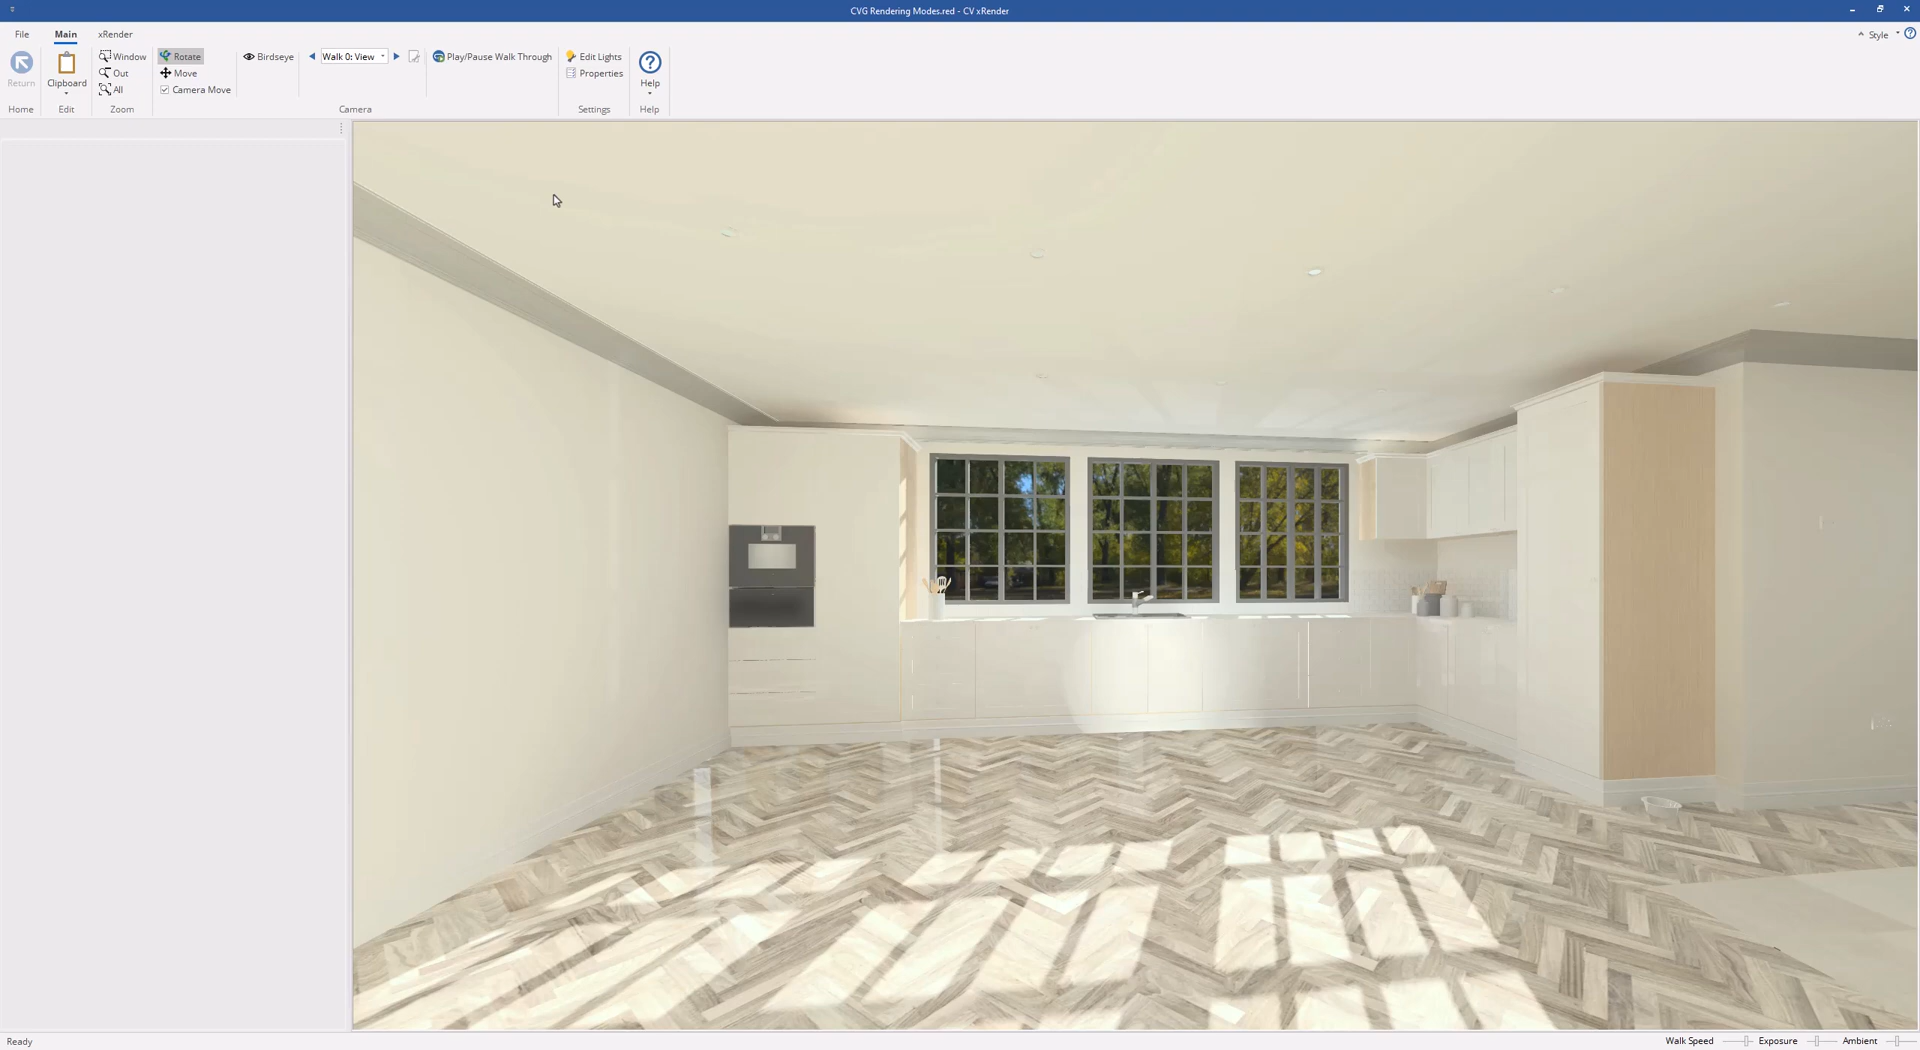 CVG Rendering Modes.red - CV xRender
File Main xRender Style
Return Clipboard Window Rotate Birdseye Walk 0: View Play/Pause Walk Through Edit Lights Help
Out Move Properties
All Camera Move
Home Edit Zoom Camera Settings Help
Ready Walk Speed Exposure Ambient